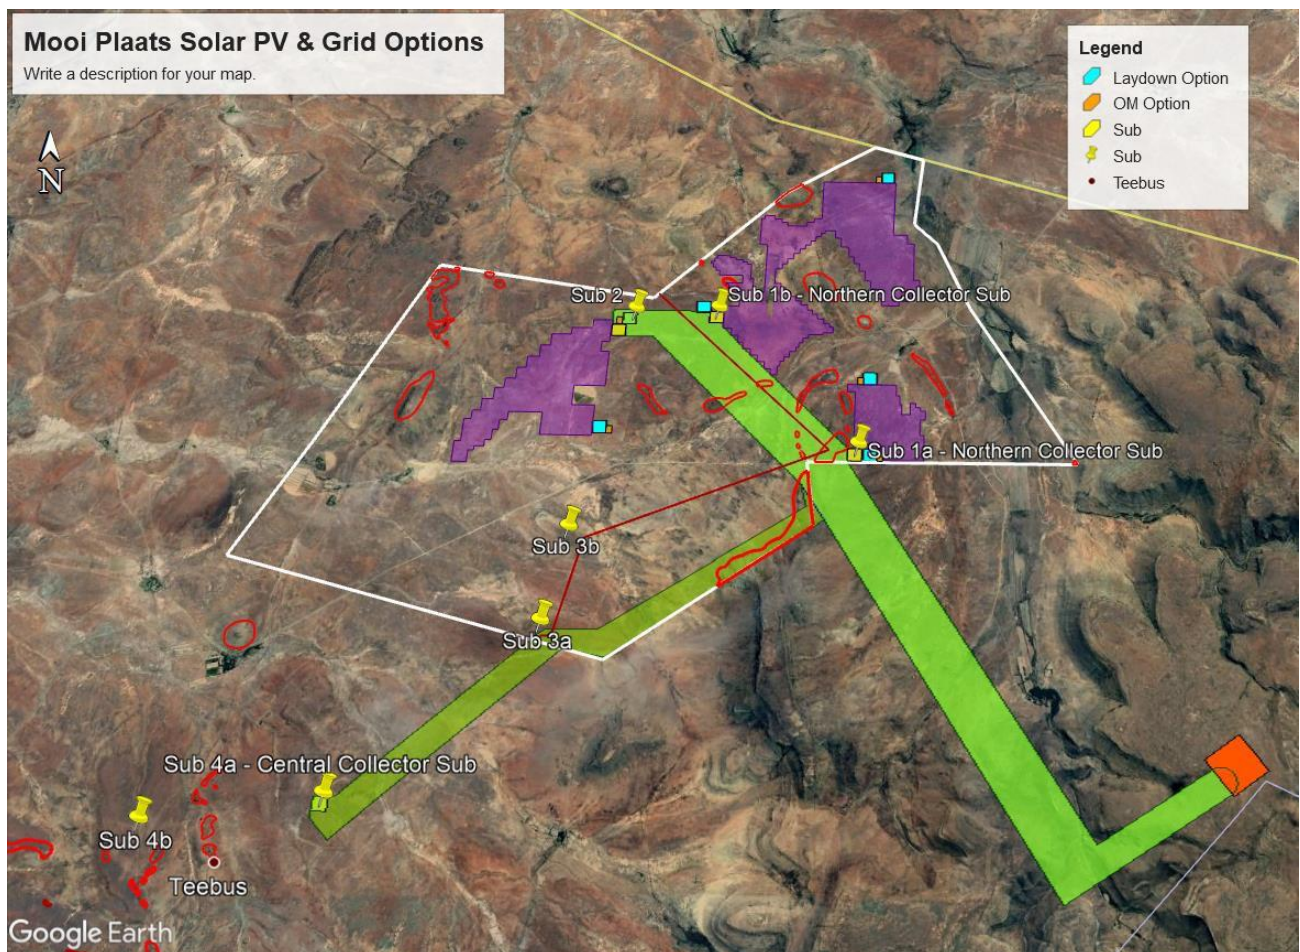 Mooi Plaats Solar PV & Grid Options
Write a description for your map.
Legend
Laydown Option
OM Option
Sub
Sub
Teebus
N
Sub 2
Sub 1b - Northern Collector Sub
Sub 1a - Northern Collector Sub
Sub 3b
Sub 3a
Sub 4a - Central Collector Sub
Sub 4b
Teebus
Google Earth